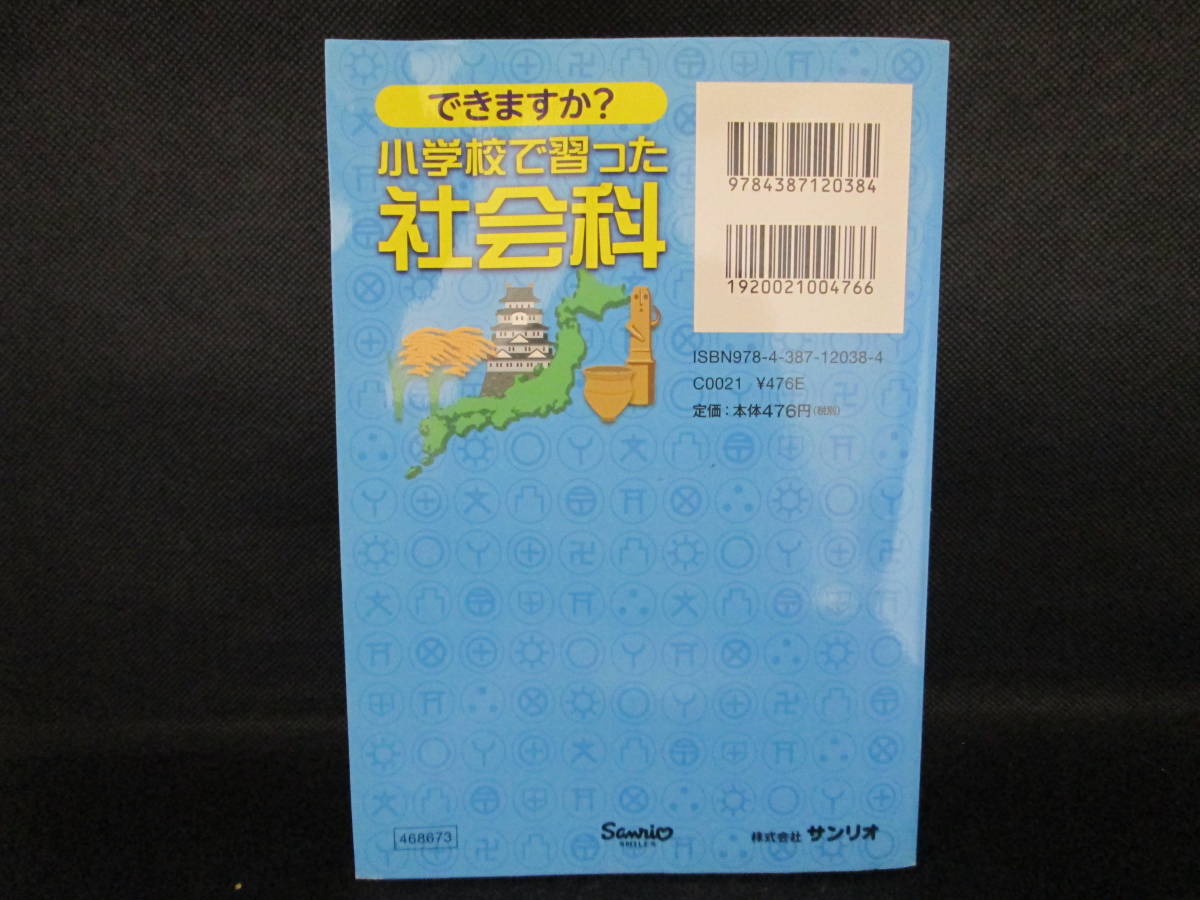 できますか?
小学校で習った
社会科
9784387120384
1920021004766
ISBN978-4-387-12038-4
C0021 ¥476E
定価:本体476円(税別)
468673
Sanrio
SMILES
株式会社 サンリオ